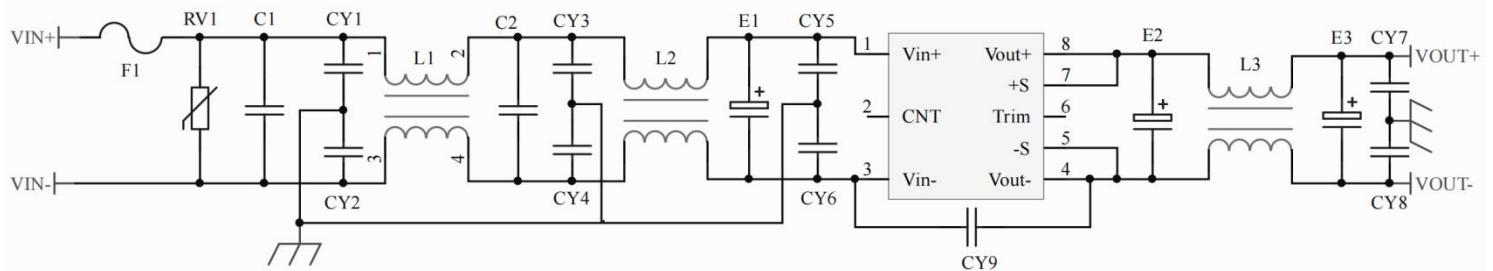 RV1 C1 CY1 C2 CY3 E1 CY5
VIN+ F1 1 L1 2 L2
1 Vin+ Vout+ 8
+S 7
2 CNT Trim 6
-S 5
3 Vin- Vout- 4
E2 L3 E3 CY7
VOUT+
+ + +
VIN- 3 4
CY2 CY4 CY6
VOUT-
CY8
CY9